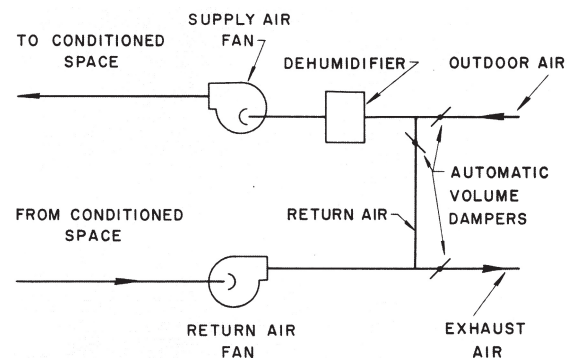 SUPPLY AIR
FAN
TO CONDITIONED
SPACE
DEHUMIDIFIER
OUTDOOR AIR
AUTOMATIC
VOLUME
DAMPERS
RETURN AIR
FROM CONDITIONED
SPACE
RETURN AIR
FAN
EXHAUST
AIR